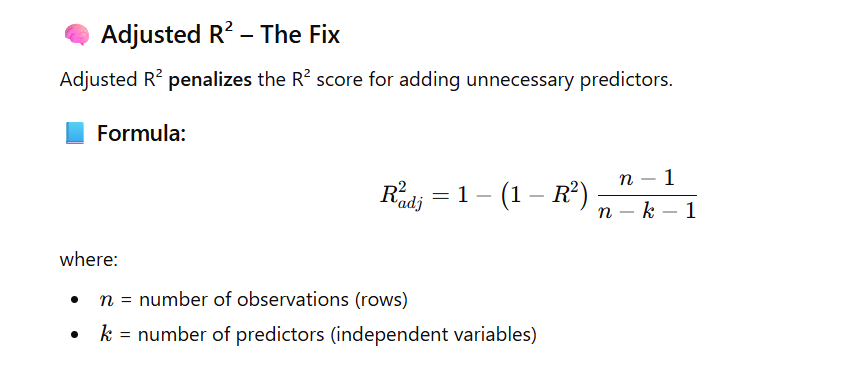 🧠 Adjusted R² – The Fix
Adjusted R² penalizes the R² score for adding unnecessary predictors.
📘 Formula:
R²_adj = 1 − (1 − R²) (n − 1)/(n − k − 1)
where:
• n = number of observations (rows)
• k = number of predictors (independent variables)